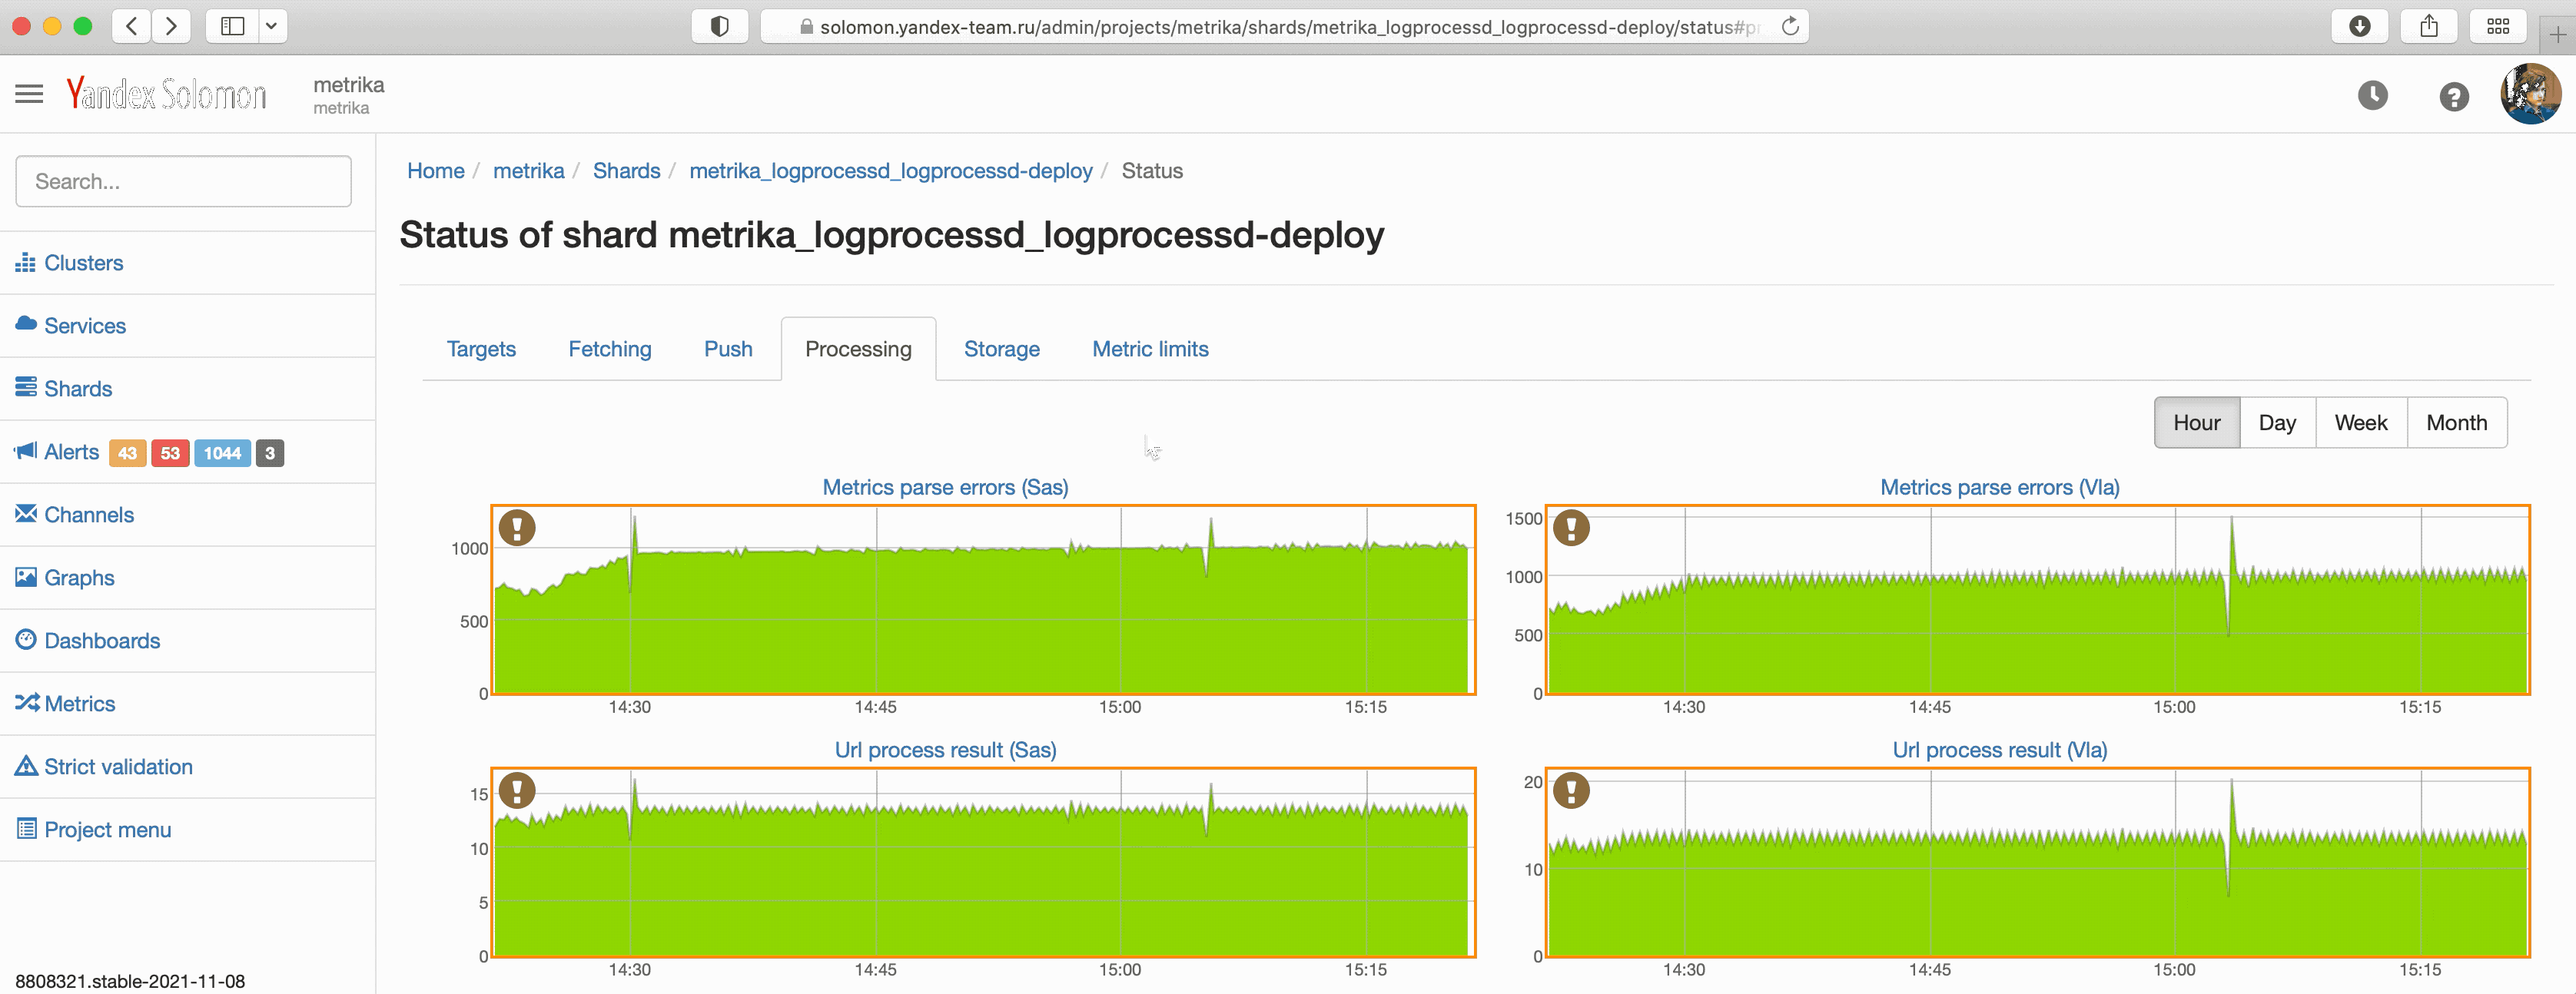 solomon.yandex-team.ru/admin/projects/metrika/shards/metrika_logprocessd_logprocessd-deploy/status#pr
Yandex Solomon
metrika
metrika
Search...
Clusters
Services
Shards
Alerts 43 53 1044 3
Channels
Graphs
Dashboards
Metrics
Strict validation
Project menu
8808321.stable-2021-11-08
Home / metrika / Shards / metrika_logprocessd_logprocessd-deploy / Status
Status of shard metrika_logprocessd_logprocessd-deploy
Targets Fetching Push Processing Storage Metric limits
Hour Day Week Month
Metrics parse errors (Sas)
1000
500
0
14:30 14:45 15:00 15:15
Metrics parse errors (Vla)
1500
1000
500
0
14:30 14:45 15:00 15:15
Url process result (Sas)
15
10
5
0
14:30 14:45 15:00 15:15
Url process result (Vla)
20
10
0
14:30 14:45 15:00 15:15